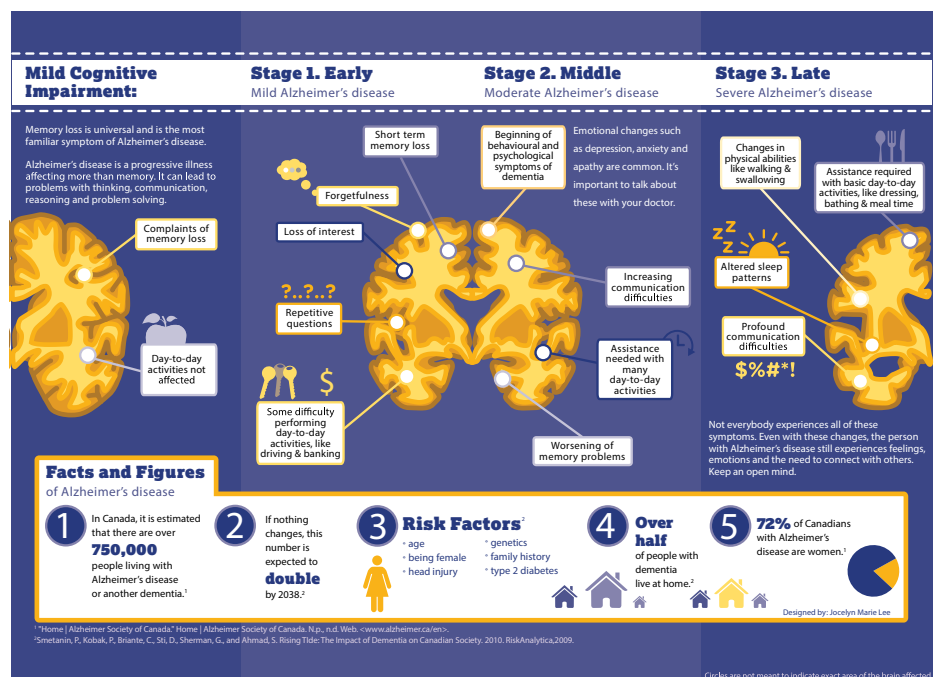 Mild Cognitive
Impairment:
Stage 1. Early
Mild Alzheimer's disease
Stage 2. Middle
Moderate Alzheimer's disease
Stage 3. Late
Severe Alzheimer's disease
Memory loss is universal and is the most
familiar symptom of Alzheimer's disease.
Alzheimer's disease is a progressive illness
affecting more than memory. It can lead to
problems with thinking, communication,
reasoning and problem solving.
Complaints of
memory loss
Day-to-day
activities not
affected
Short term
memory loss
Forgetfulness
Loss of interest
?..?..?
Repetitive
questions
$
Some difficulty
performing
day-to-day
activities, like
driving & banking
Beginning of
behavioural and
psychological
symptoms of
dementia
Emotional changes such
as depression, anxiety and
apathy are common. It's
important to talk about
these with your doctor.
Increasing
communication
difficulties
Assistance
needed with
many
day-to-day
activities
Worsening of
memory problems
Changes in
physical abilities
like walking &
swallowing
Assistance required
with basic day-to-day
activities, like dressing,
bathing & meal time
z z
z
Altered sleep
patterns
Profound
communication
difficulties
$%#*!
Not everybody experiences all of these
symptoms. Even with these changes, the person
with Alzheimer's disease still experiences feelings,
emotions and the need to connect with others.
Keep an open mind.
Facts and Figures
of Alzheimer's disease
1
In Canada, it is estimated
that there are over
750,000
people living with
Alzheimer's disease
or another dementia.¹
2
If nothing
changes, this
number is
expected to
double
by 2038.²
3
Risk Factors²
• age
• being female
• head injury
• genetics
• family history
• type 2 diabetes
4
Over
half
of people with
dementia
live at home.²
5
72% of Canadians
with Alzheimer's
disease are women.¹
Designed by: Jocelyn Marie Lee
¹ "Home | Alzheimer Society of Canada." Home | Alzheimer Society of Canada. N.p., n.d. Web. <www.alzheimer.ca/en>.
²Smetanin, P., Kobak, P., Briante, C., Sti, D., Sherman, G., and Ahmad, S. Rising Tide: The Impact of Dementia on Canadian Society. 2010. RiskAnalytica,2009.
Circles are not meant to indicate exact area of the brain affected